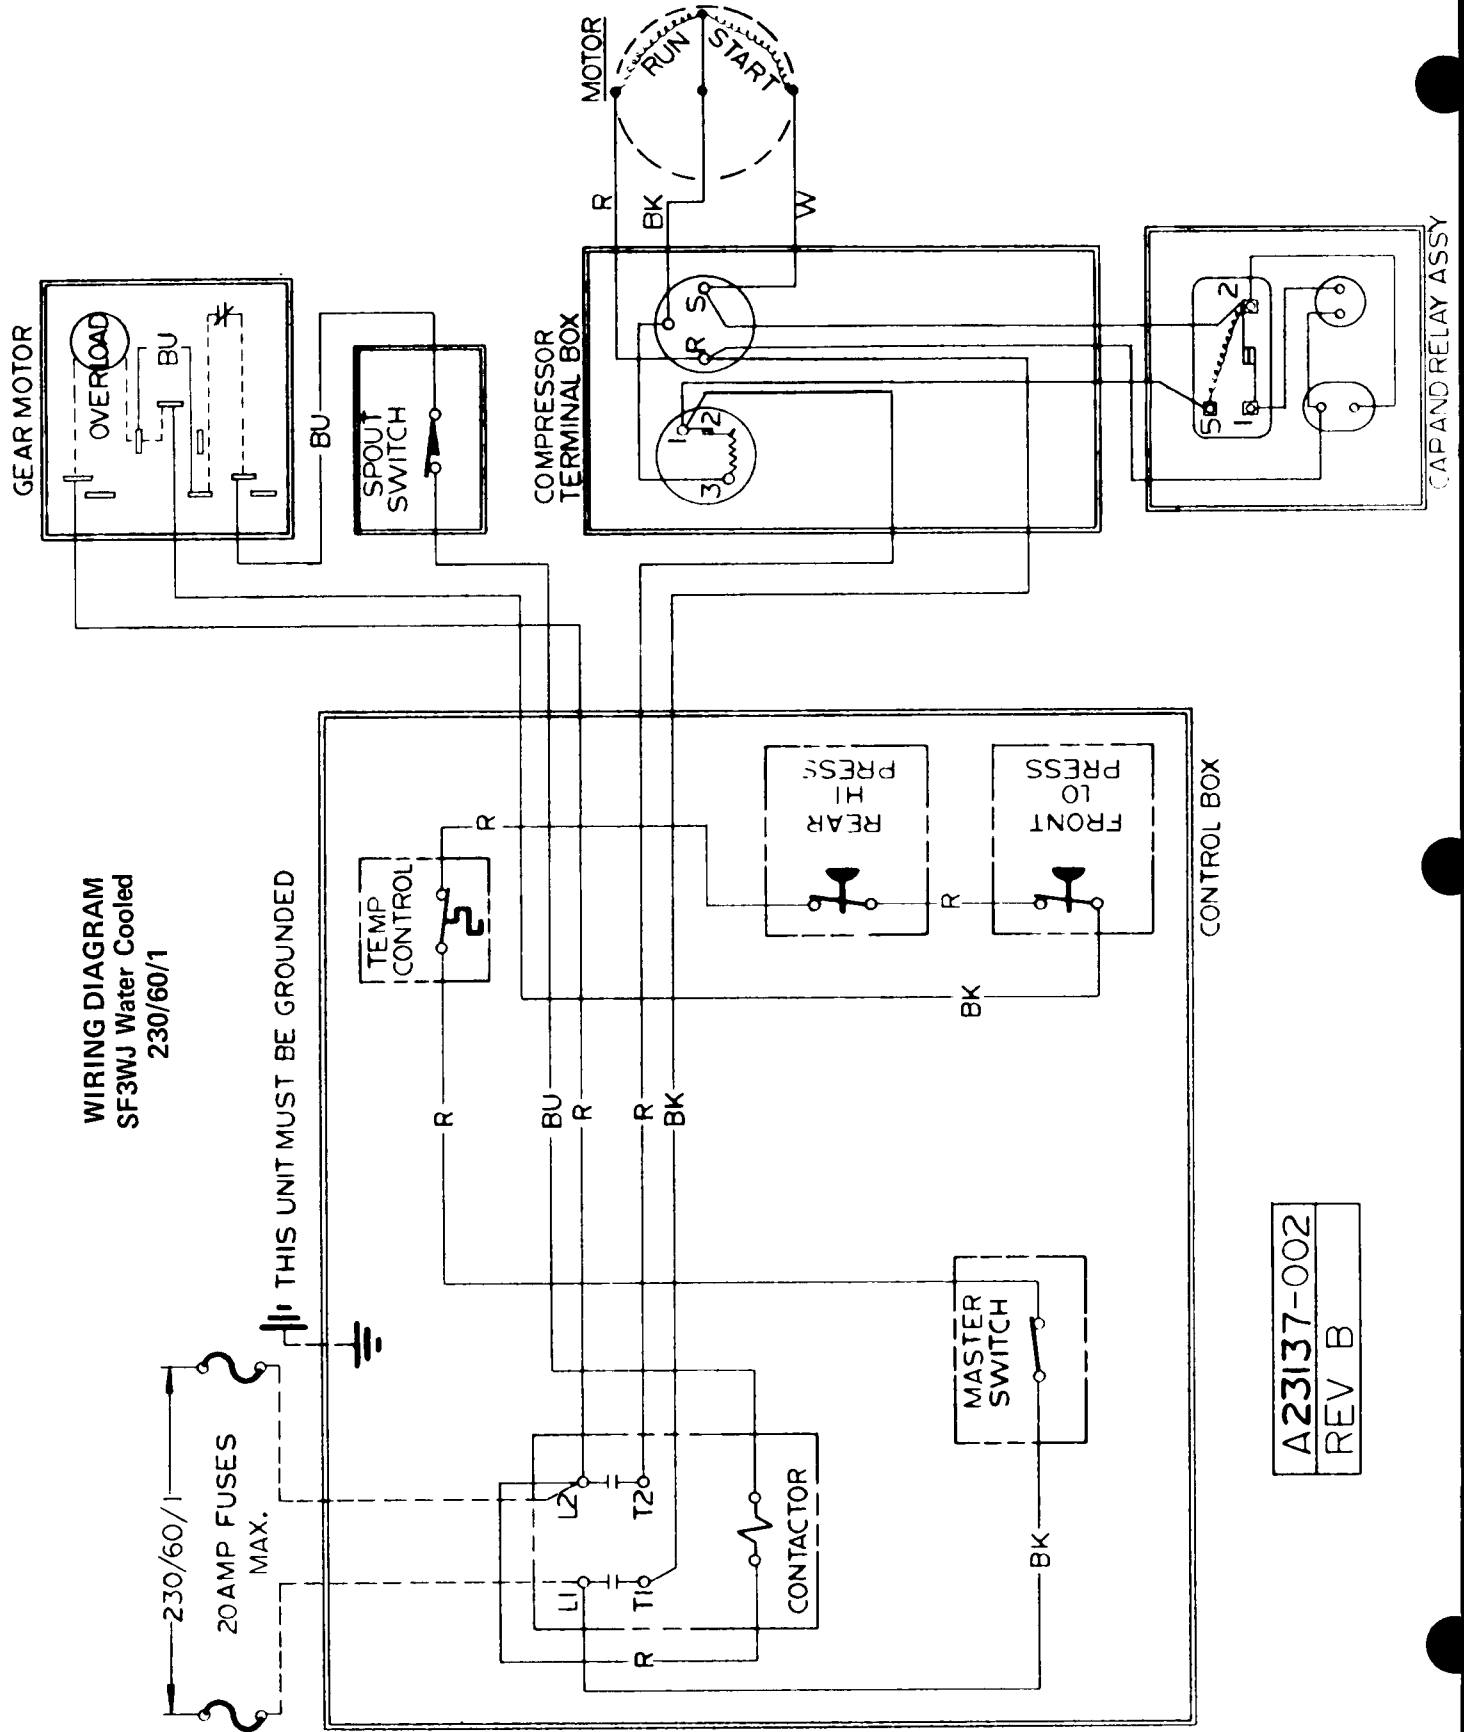 WIRING DIAGRAM
SF3WJ Water Cooled
230/60/1
THIS UNIT MUST BE GROUNDED
230/60/1
20 AMP FUSES
MAX.
GEAR MOTOR
OVERLOAD
BU
BU
SPOUT
SWITCH
COMPRESSOR
TERMINAL BOX
1
2
3
R
S
MOTOR
RUN
START
R
BK
W
CAP AND RELAY ASSY
5
1
2
CONTROL BOX
TEMP
CONTROL
R
R
REAR
HI
PRESS
R
FRONT
LO
PRESS
BK
BU
R
R
BK
MASTER
SWITCH
BK
L2
T2
L1
T1
CONTACTOR
R
A23137-002
REV B